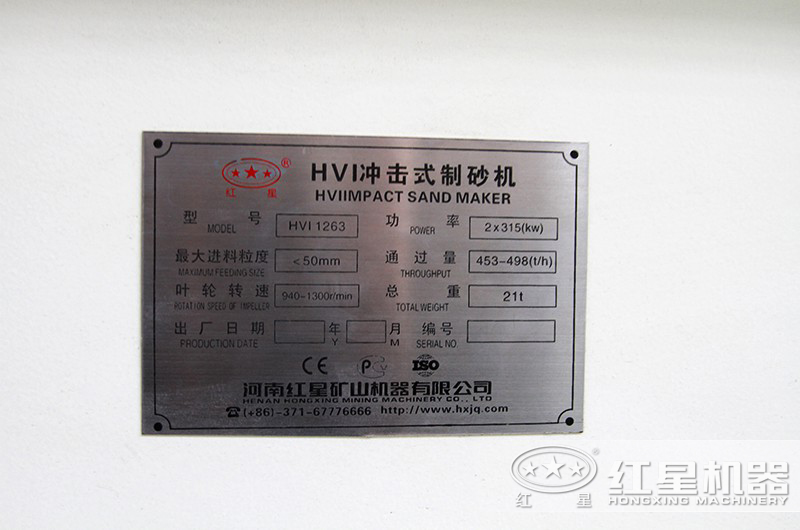 ®
红 星
HVI冲击式制砂机
HVIIMPACT SAND MAKER
型 号 HVI 1263 功 率 2x315(kw)
MODEL POWER
最大进料粒度 <50mm 通过量 453-498(t/h)
MAXIMUM FEEDING SIZE THROUGHPUT
叶轮转速 940-1300r/min 总 重 21t
ROTATION SPEED OF IMPELLER TOTAL WEIGHT
出厂日期 年 月 编号
PRODUCTION DATE Y M SERIAL NO
CE ISO
河南红星矿山机器有限公司
HENAN HONGXING MINING MACHINERY CO., LTD
☎(+86)-371-67776666 http://www.hxjq.com
® 红星机器
红 星 HONGXING MACHINERY